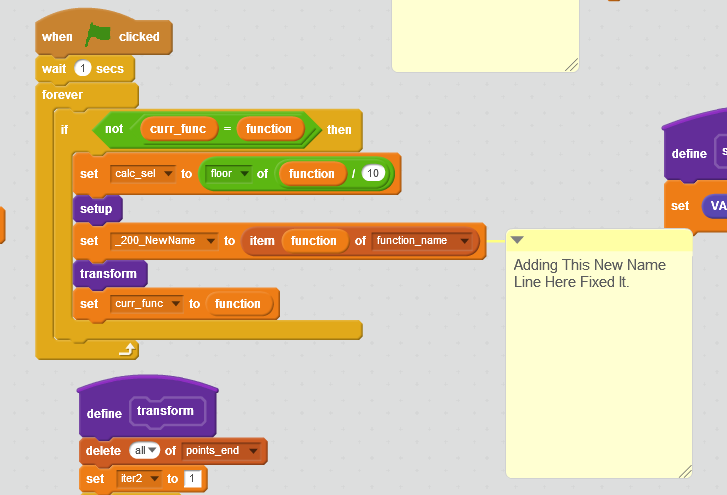 when clicked
wait 1 secs
forever
if not curr_func = function then
set calc_sel to floor of function / 10
setup
set _200_NewName to item function of function_name
transform
set curr_func to function
Adding This New Name
Line Here Fixed It.
define transform
delete all of points_end
set iter2 to 1
define
set